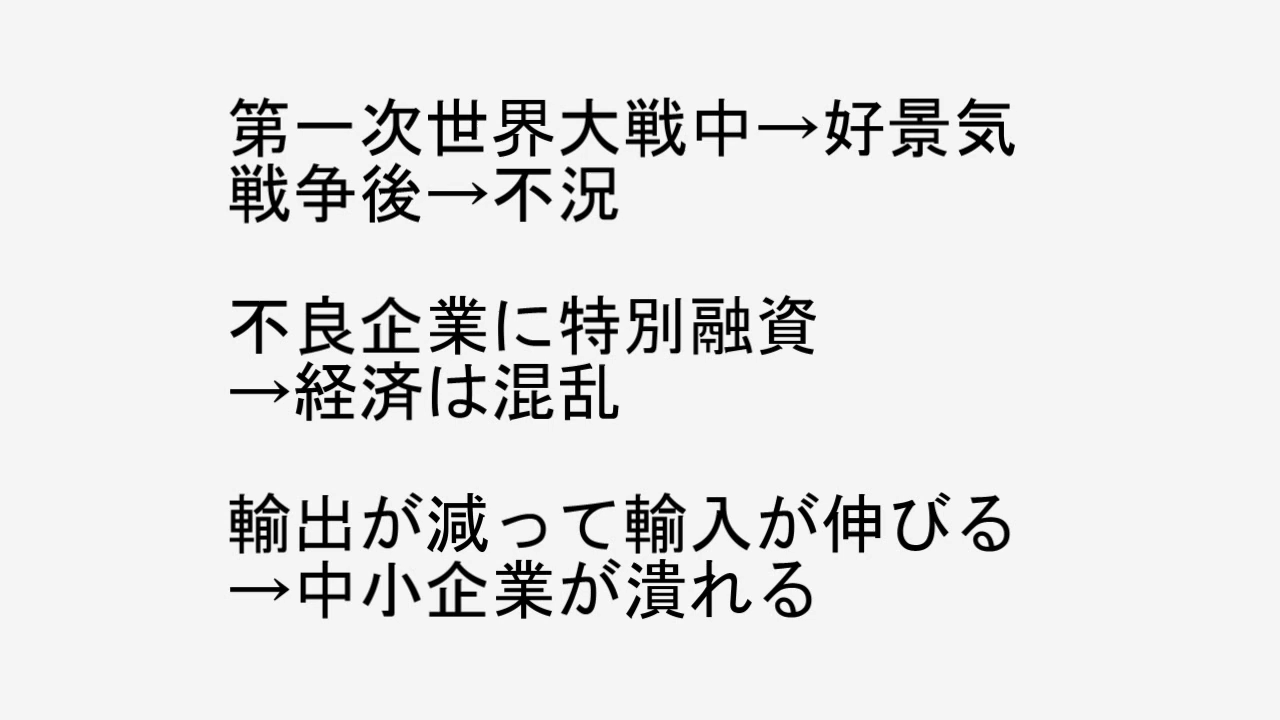 第一次世界大戦中→好景気
戦争後→不況
不良企業に特別融資
→経済は混乱
輸出が減って輸入が伸びる
→中小企業が潰れる